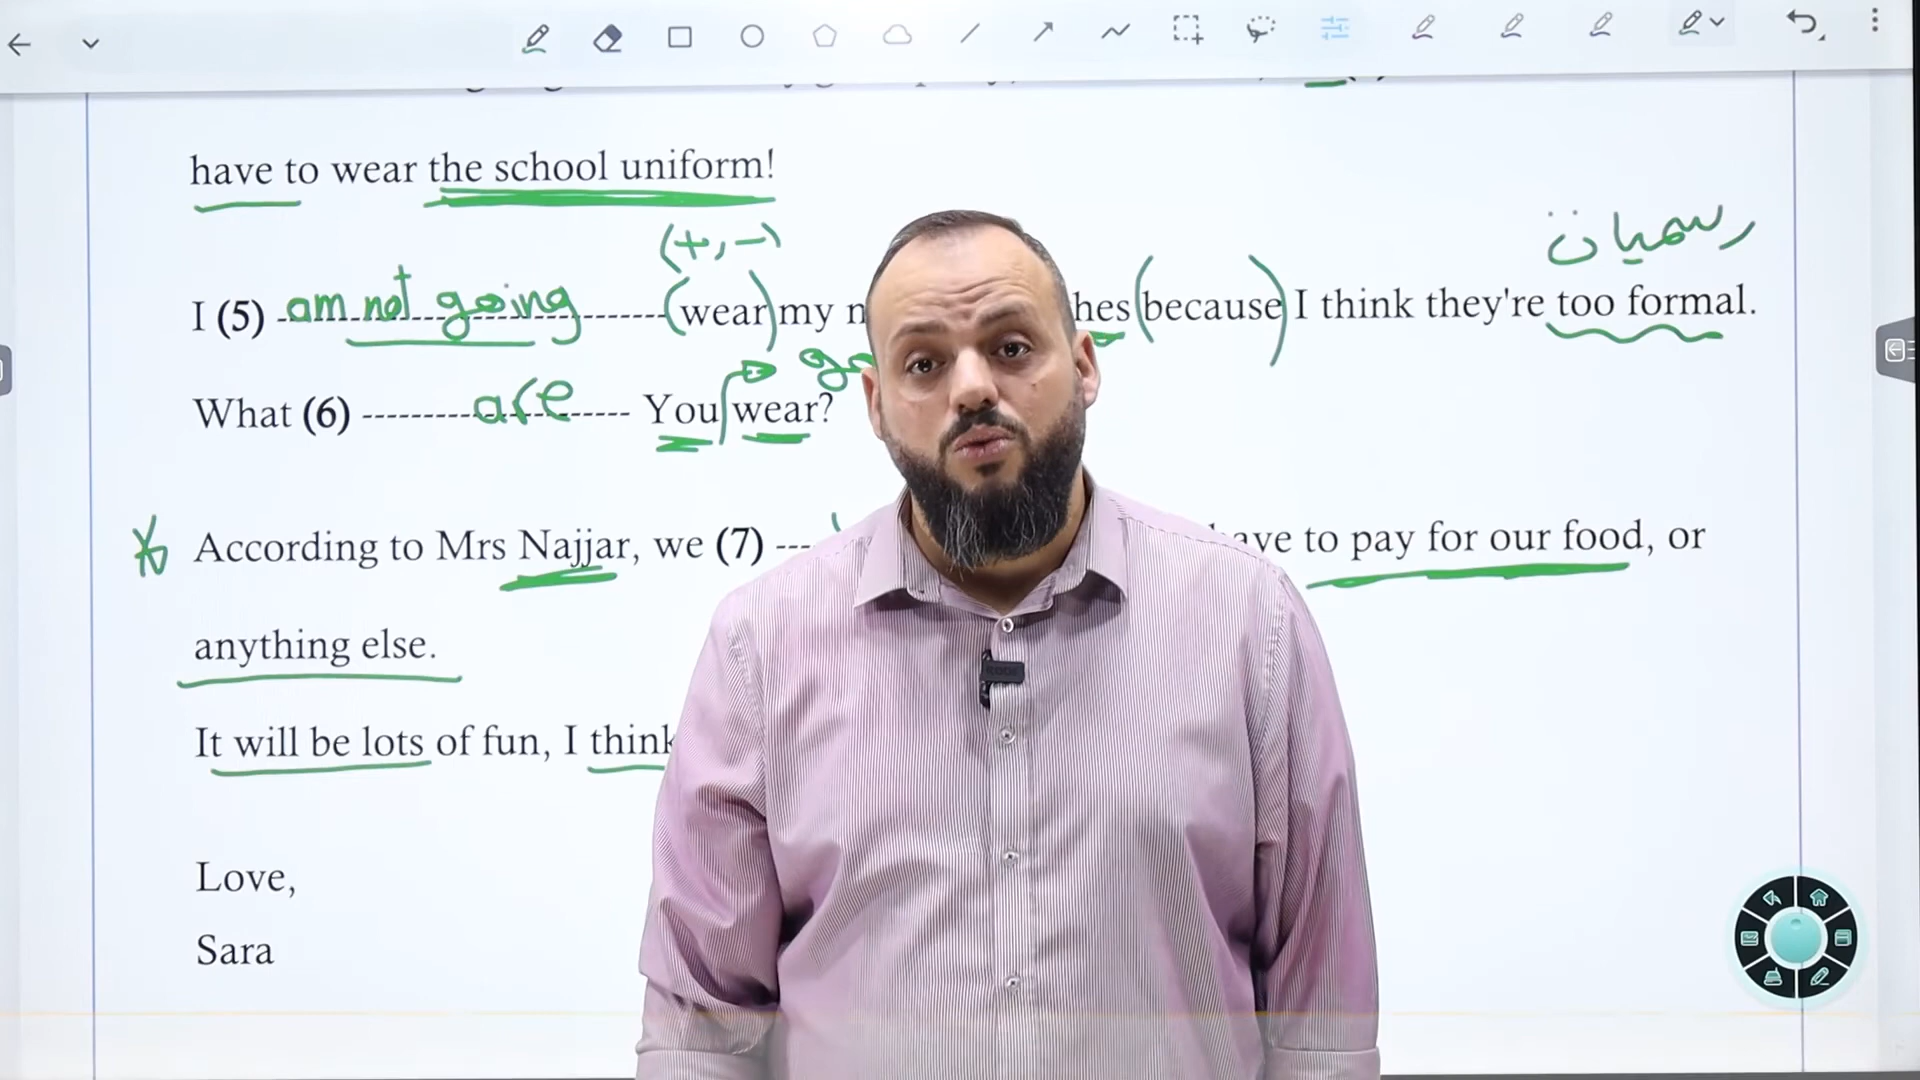 have to wear the school uniform!
(+,-)
رسميات
I (5) am not going (wear) my n hes (because) I think they're too formal.
go
What (6) are You wear?
According to Mrs Najjar, we (7) --- ave to pay for our food, or
anything else.
It will be lots of fun, I think
Love,
Sara